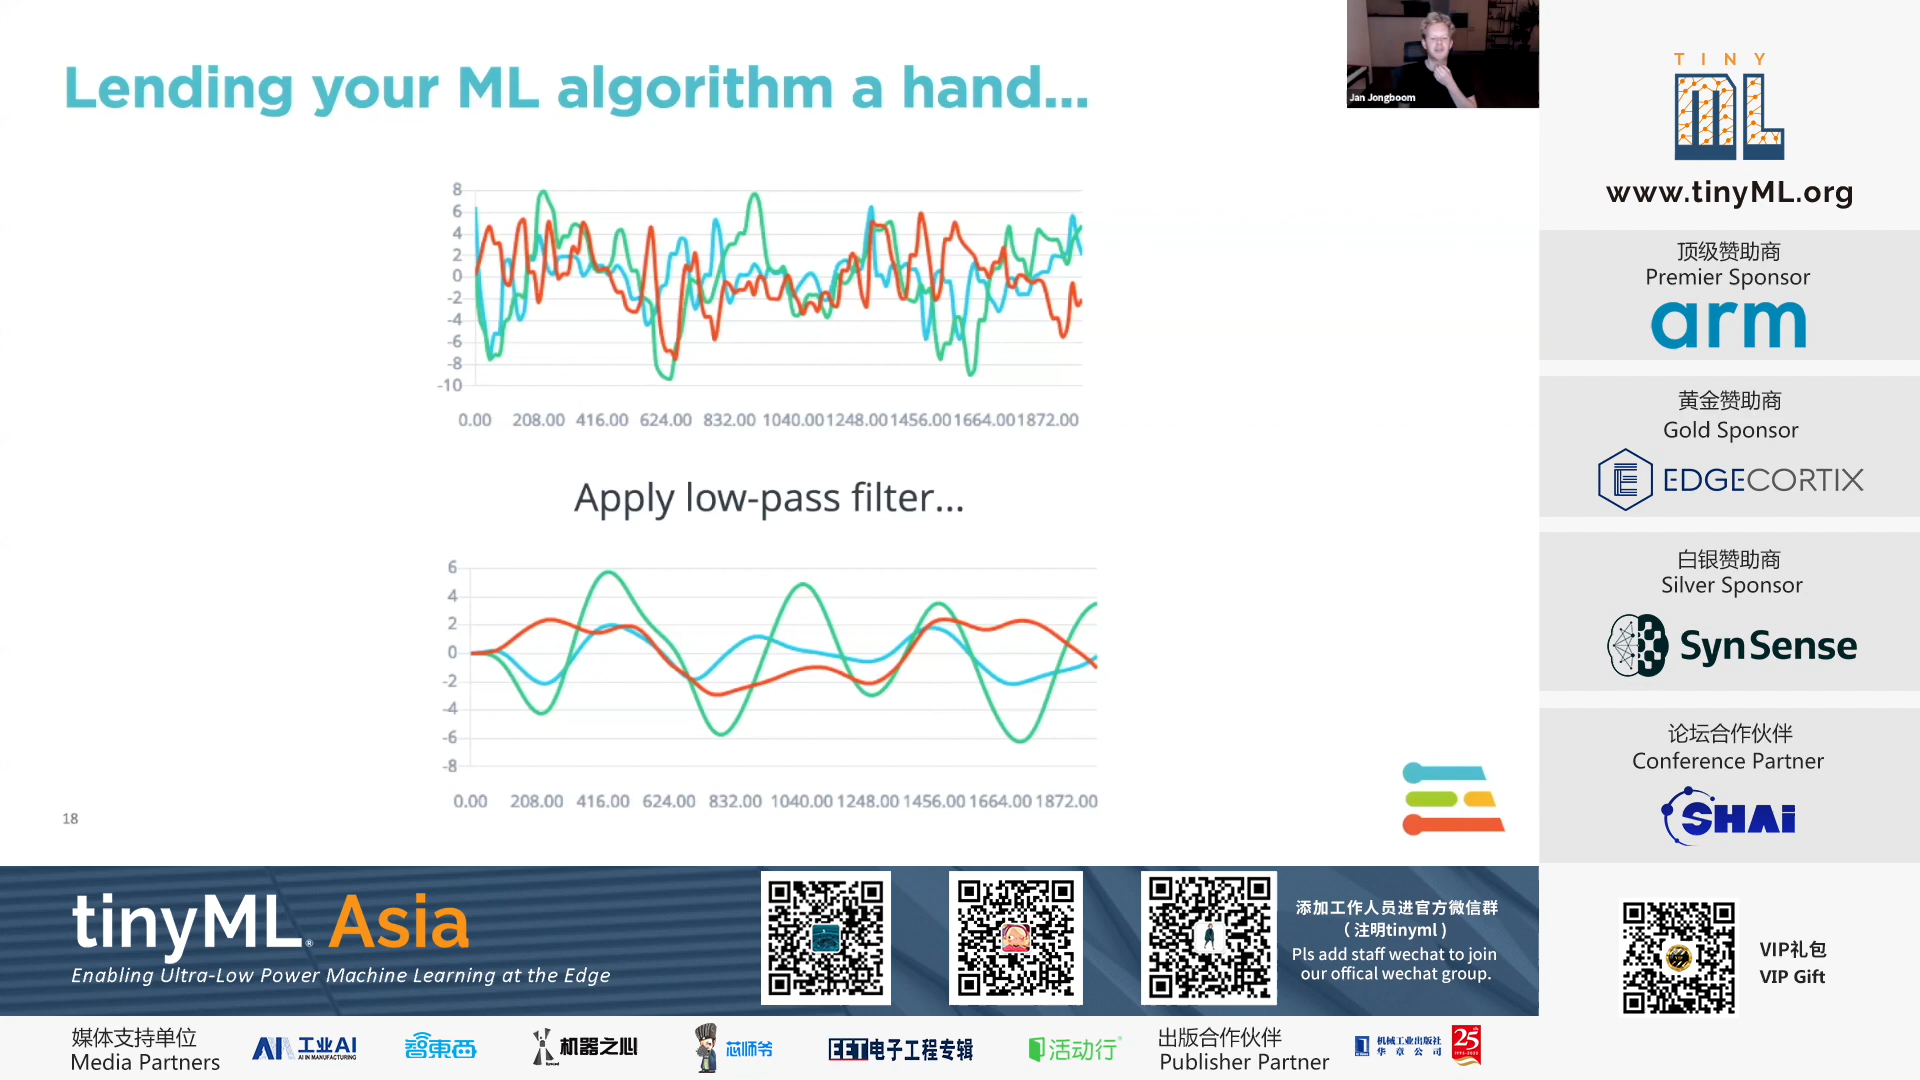 Lending your ML algorithm a hand...
Jan Jongboom
8
6
4
2
0
-2
-4
-6
-8
-10
0.00 208.00 416.00 624.00 832.00 1040.00 1248.00 1456.00 1664.00 1872.00
Apply low-pass filter...
6
4
2
0
-2
-4
-6
-8
0.00 208.00 416.00 624.00 832.00 1040.00 1248.00 1456.00 1664.00 1872.00
18
TINY
ML
www.tinyML.org
顶级赞助商
Premier Sponsor
arm
黄金赞助商
Gold Sponsor
EDGECORTIX
白银赞助商
Silver Sponsor
SynSense
论坛合作伙伴
Conference Partner
SHAi
tinyML® Asia
Enabling Ultra-Low Power Machine Learning at the Edge
添加工作人员进官方微信群
(注明tinyml)
Pls add staff wechat to join
our offical wechat group.
VIP礼包
VIP Gift
媒体支持单位
Media Partners
AI 工业AI
AI IN MANUFACTURING
智東西
机器之心
Synced
芯师爷
EET电子工程专辑
活动行
出版合作伙伴
Publisher Partner
机械工业出版社
华章公司
25